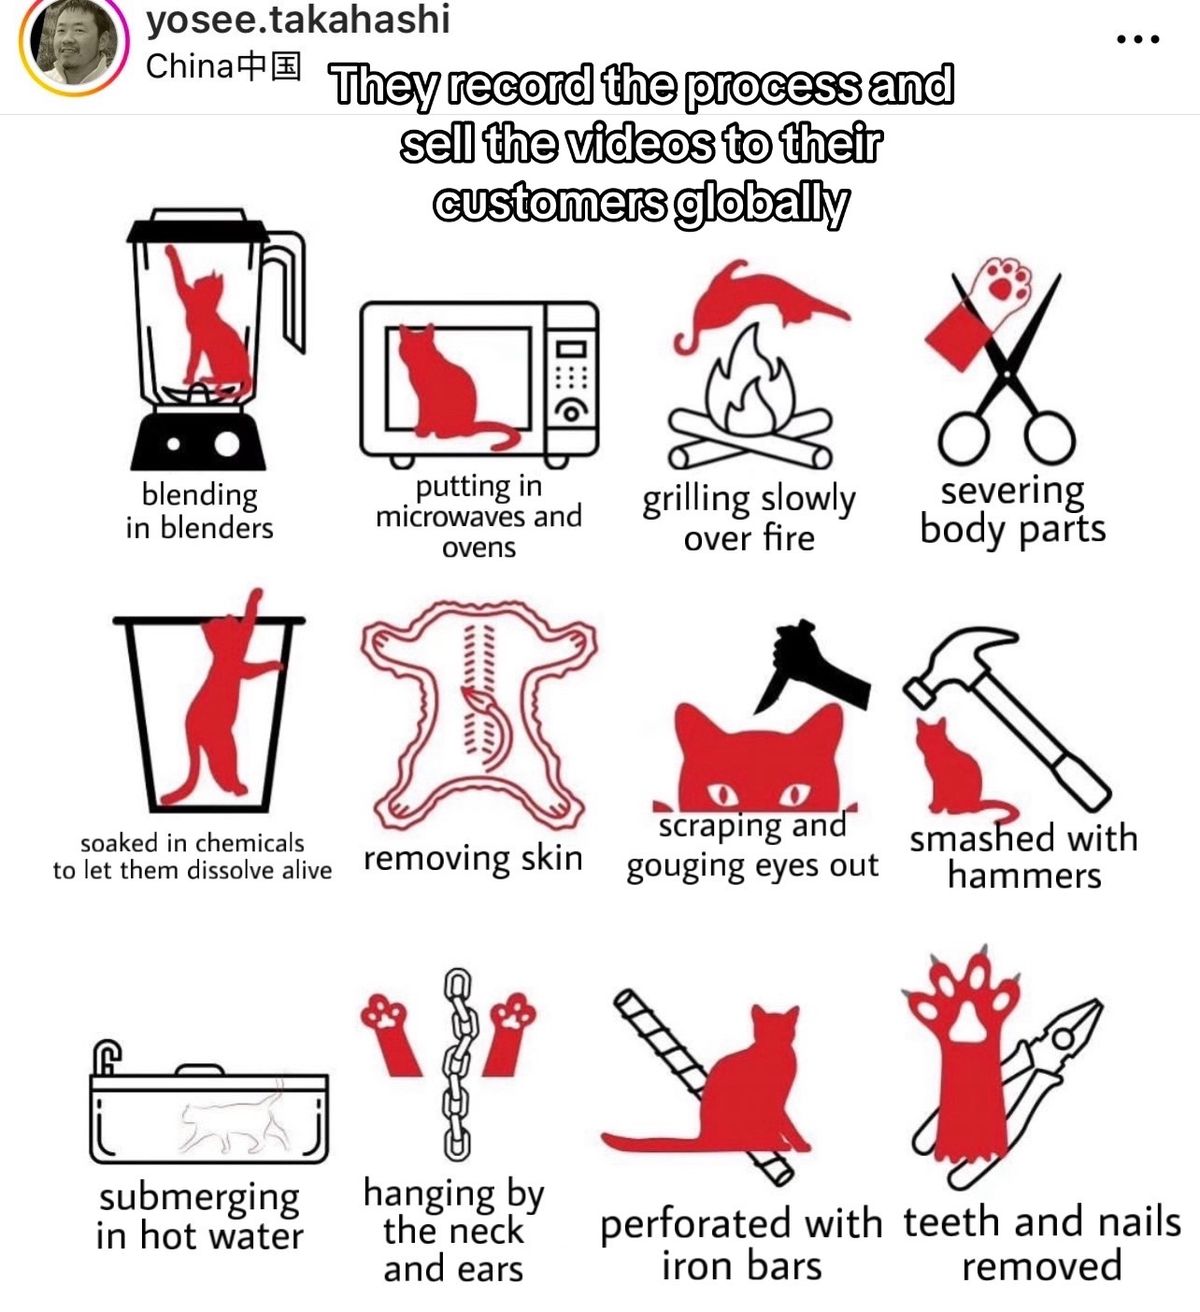 yosee.takahashi
China中国
They record the process and
sell the videos to their
customers globally
blending
in blenders
putting in
microwaves and
ovens
grilling slowly
over fire
severing
body parts
soaked in chemicals
to let them dissolve alive
removing skin
scraping and
gouging eyes out
smashed with
hammers
submerging
in hot water
hanging by
the neck
and ears
perforated with
iron bars
teeth and nails
removed